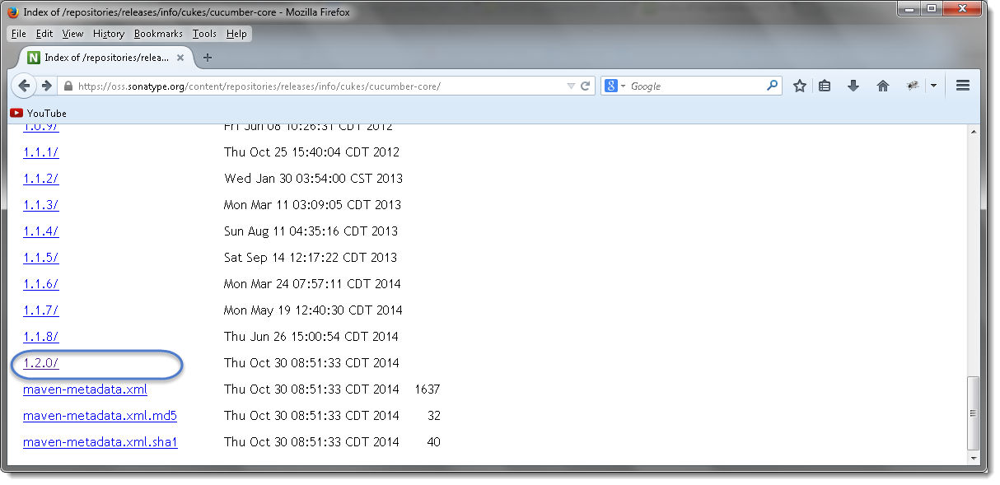 Index of /repositories/releases/info/cukes/cucumber-core - Mozilla Firefox
File Edit View History Bookmarks Tools Help
N Index of /repositories/relea... × +
https://oss.sonatype.org/content/repositories/releases/info/cukes/cucumber-core/ 8 Google
YouTube
1.0.9/ Fri Jun 08 10:26:31 CDT 2012
1.1.1/ Thu Oct 25 15:40:04 CDT 2012
1.1.2/ Wed Jan 30 03:54:00 CST 2013
1.1.3/ Mon Mar 11 03:09:05 CDT 2013
1.1.4/ Sun Aug 11 04:35:16 CDT 2013
1.1.5/ Sat Sep 14 12:17:22 CDT 2013
1.1.6/ Mon Mar 24 07:57:11 CDT 2014
1.1.7/ Mon May 19 12:40:30 CDT 2014
1.1.8/ Thu Jun 26 15:00:54 CDT 2014
1.2.0/ Thu Oct 30 08:51:33 CDT 2014
maven-metadata.xml Thu Oct 30 08:51:33 CDT 2014 1637
maven-metadata.xml.md5 Thu Oct 30 08:51:33 CDT 2014 32
maven-metadata.xml.sha1 Thu Oct 30 08:51:33 CDT 2014 40